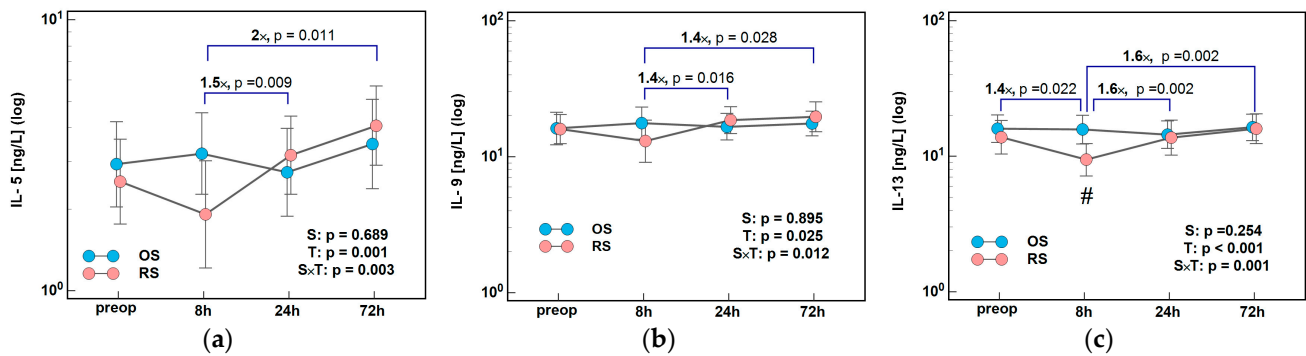 10¹
IL- 5 [ng/L] (log)
10⁰
2×, p = 0.011
1.5×, p =0.009
OS
RS
S: p = 0.689
T: p = 0.001
S×T: p = 0.003
preop 8h 24h 72h
(a)
10²
IL- 9 [ng/L] (log)
10¹
10⁰
1.4×, p = 0.028
1.4×, p = 0.016
OS
RS
S: p = 0.895
T: p = 0.025
S×T: p = 0.012
preop 8h 24h 72h
(b)
10²
IL-13 [ng/L] (log)
10¹
10⁰
1.6×, p = 0.002
1.4×, p = 0.022 1.6×, p = 0.002
#
OS
RS
S: p =0.254
T: p < 0.001
S×T: p = 0.001
preop 8h 24h 72h
(c)